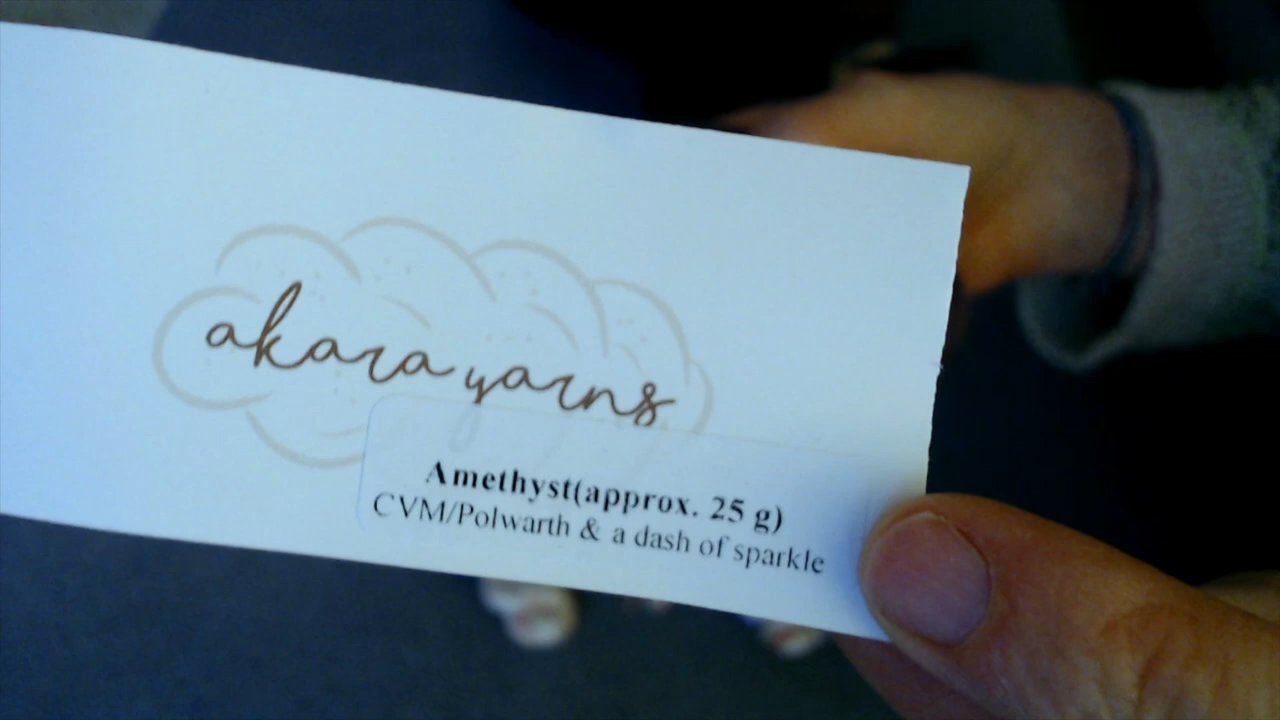 akara yarns
Amethyst(approx. 25 g)
CVM/Polwarth & a dash of sparkle